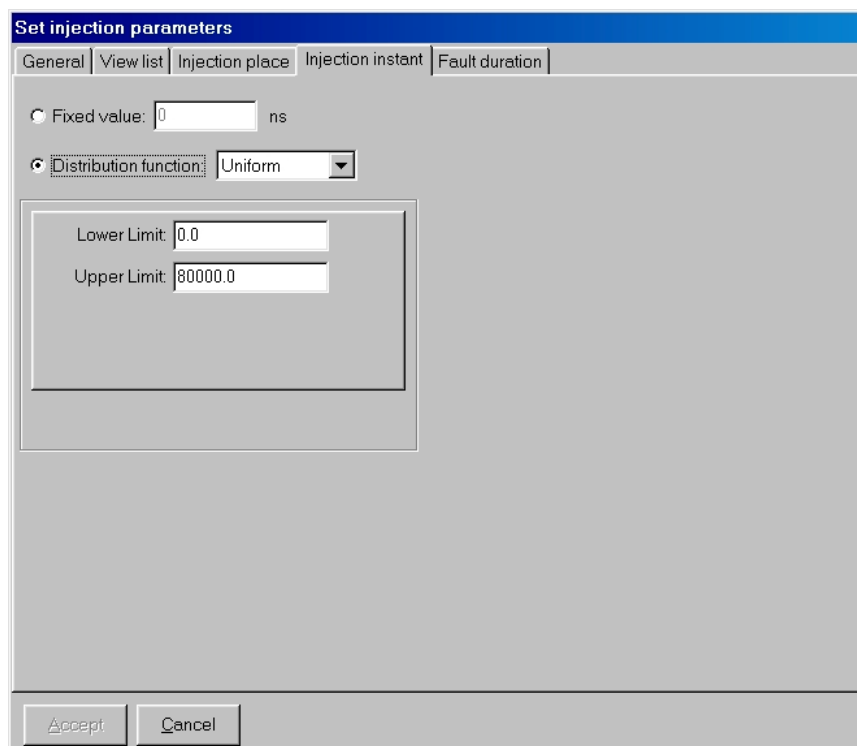 Set injection parameters
General View list Injection place Injection instant Fault duration
Fixed value: 0 ns
Distribution function: Uniform
Lower Limit: 0.0
Upper Limit: 80000.0
Accept Cancel